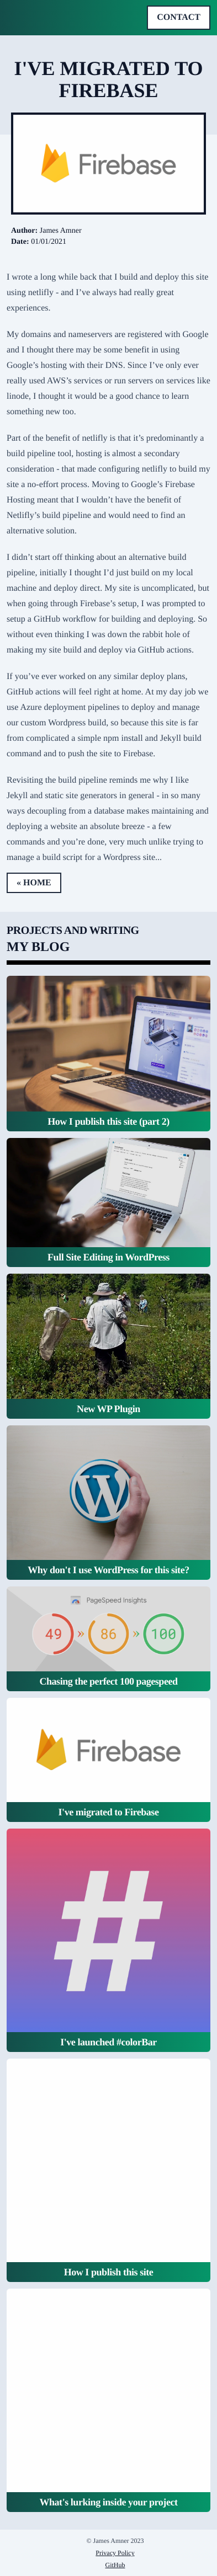 CONTACT
I'VE MIGRATED TO
FIREBASE
Firebase
Author: James Amner
Date: 01/01/2021
I wrote a long while back that I build and deploy this site
using netlifly - and I've always had really great
experiences.
My domains and nameservers are registered with Google
and I thought there may be some benefit in using
Google's hosting with their DNS. Since I've only ever
really used AWS's services or run servers on services like
linode, I thought it would be a good chance to learn
something new too.
Part of the benefit of netlify is that it's predominantly a
build pipeline tool, hosting is almost a secondary
consideration - that made configuring netlifly to build my
site a no-effort process. Moving to Google's Firebase
Hosting meant that I wouldn't have the benefit of
Netlifly's build pipeline and would need to find an
alternative solution.
I didn't start off thinking about an alternative build
pipeline, initially I thought I'd just build on my local
machine and deploy direct. My site is uncomplicated, but
when going through Firebase's setup, I was prompted to
setup a GitHub workflow for building and deploying. So
without even thinking I was down the rabbit hole of
making my site build and deploy via GitHub actions.
If you've ever worked on any similar deploy plans,
GitHub actions will feel right at home. At my day job we
use Azure deployment pipelines to deploy and manage
our custom Wordpress build, so because this site is far
from complicated a simple npm install and Jekyll build
command and to push the site to Firebase.
Revisiting the build pipeline reminds me why I like
Jekyll and static site generators in general - in so many
ways decoupling from a database makes maintaining and
deploying a website an absolute breeze - a few
commands and you're done, very much unlike trying to
manage a build script for a Wordpress site...
« HOME
PROJECTS AND WRITING
MY BLOG
How I publish this site (part 2)
Full Site Editing in WordPress
New WP Plugin
Why don't I use WordPress for this site?
PageSpeed Insights
49 » 86 » 100
Chasing the perfect 100 pagespeed
Firebase
I've migrated to Firebase
#
I've launched #colorBar
How I publish this site
What's lurking inside your project
© James Amner 2023
Privacy Policy
GitHub